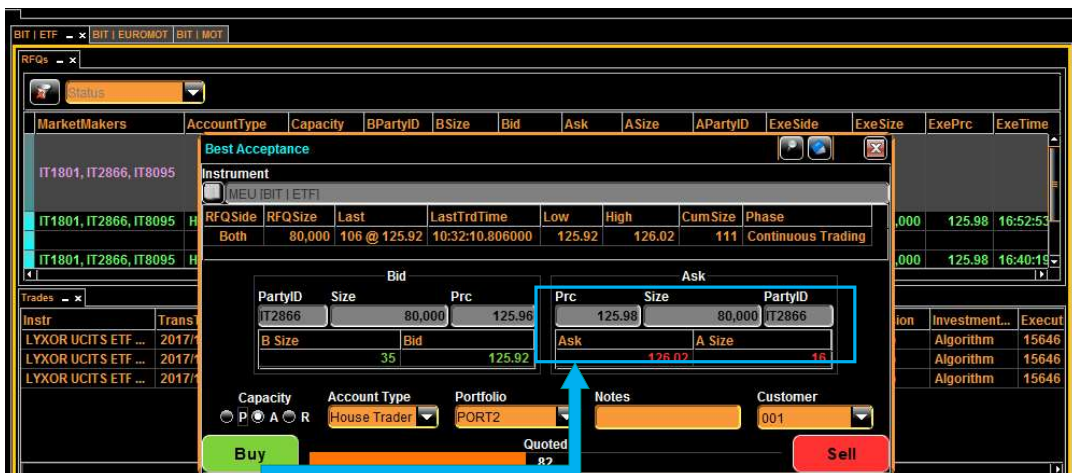 BIT | ETF BIT | EUROMOT BIT | MOT
RFQs
Status
MarketMakers AccountType Capacity BPartyID BSize Bid Ask ASize APartyID ExeSide ExeSize ExePrc ExeTime
Best Acceptance
IT1801, IT2866, IT8095
Instrument
MEU [BIT | ETF]
RFQSide RFQSize Last LastTrdTime Low High CumSize Phase
IT1801, IT2866, IT8095 H ,000 125.98 16:52:53
Both 80,000 106 @ 125.92 10:32:10.806000 125.92 126.02 111 Continuous Trading
IT1801, IT2866, IT8095 H ,000 125.98 16:40:19
Bid Ask
Trades
PartyID Size Prc Prc Size PartyID
IT2866 80,000 125.96 125.98 80,000 IT2866
Instr TransT ion Investment... Execut
B Size Bid Ask A Size
LYXOR UCITS ETF ... 2017/1 Algorithm 15646
35 125.92 126.02 16
LYXOR UCITS ETF ... 2017/1 Algorithm 15646
LYXOR UCITS ETF ... 2017/1 Algorithm 15646
Capacity Account Type Portfolio Notes Customer
P A R House Trader PORT2 001
Buy Quoted Sell
82